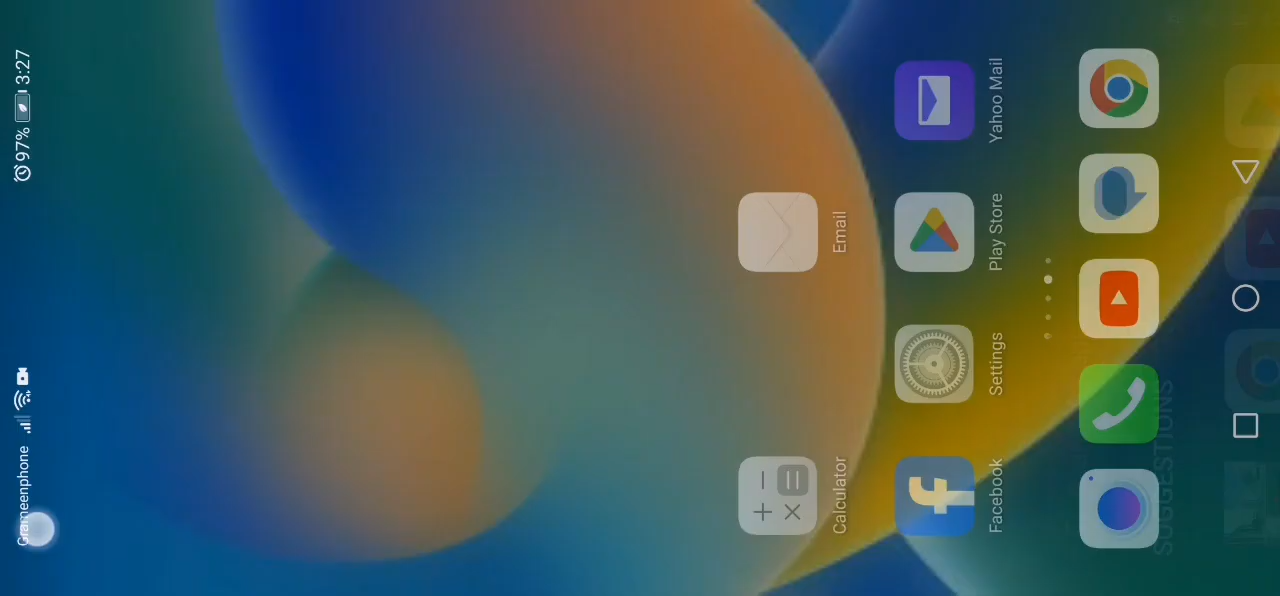 Grameenphone 97% 3:27
Calculator Email
Facebook Settings Play Store Yahoo Mail
SUGGESTIONS